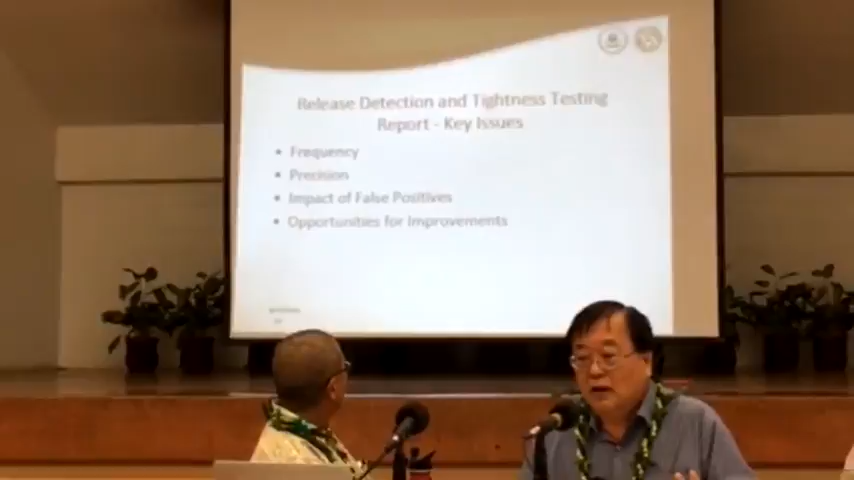 Release Detection and Tightness Testing
Report - Key Issues
• Frequency
• Precision
• Impact of False Positives
• Opportunities for Improvements